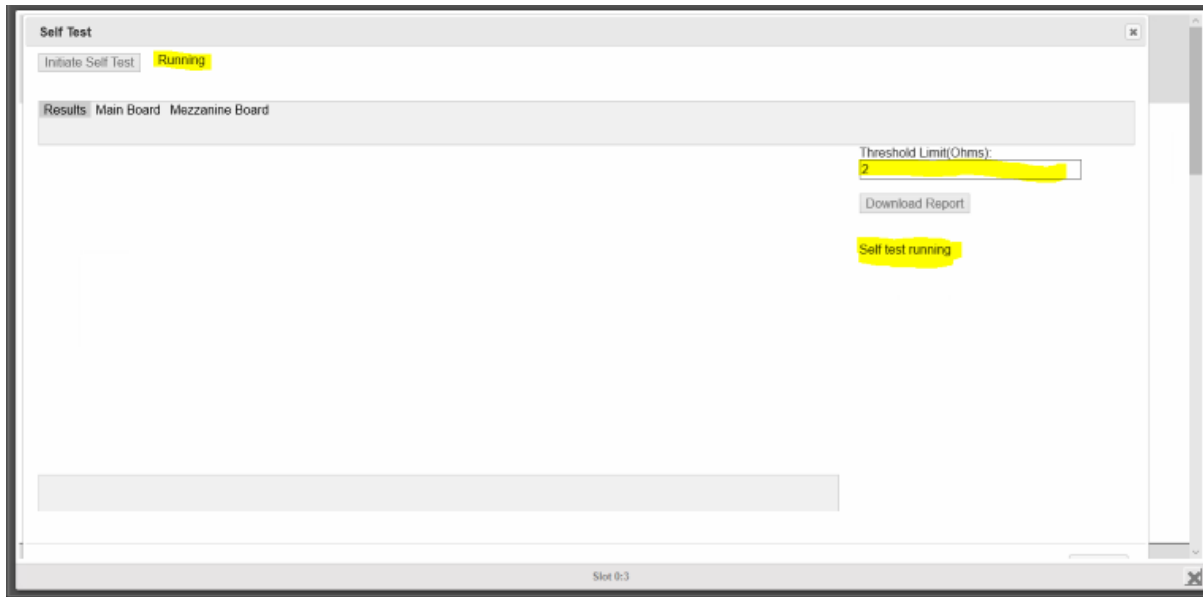 Self Test
Initiate Self Test Running
Results Main Board Mezzanine Board
Threshold Limit(Ohms):
2
Download Report
Self test running
Slot 0:3